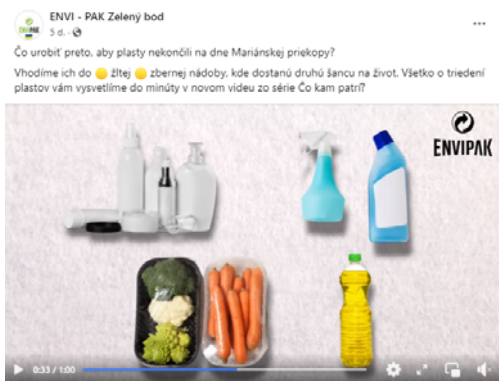 ENVI - PAK Zelený bod
5 d.
Čo urobiť preto, aby plasty nekončili na dne Mariánskej priekopy?
Vhodíme ich do žltej zbernej nádoby, kde dostanú druhú šancu na život. Všetko o triedení
plastov vám vysvetlíme do minúty v novom videu zo série Čo kam patrí?
ENVIPAK
0:33 / 1:00